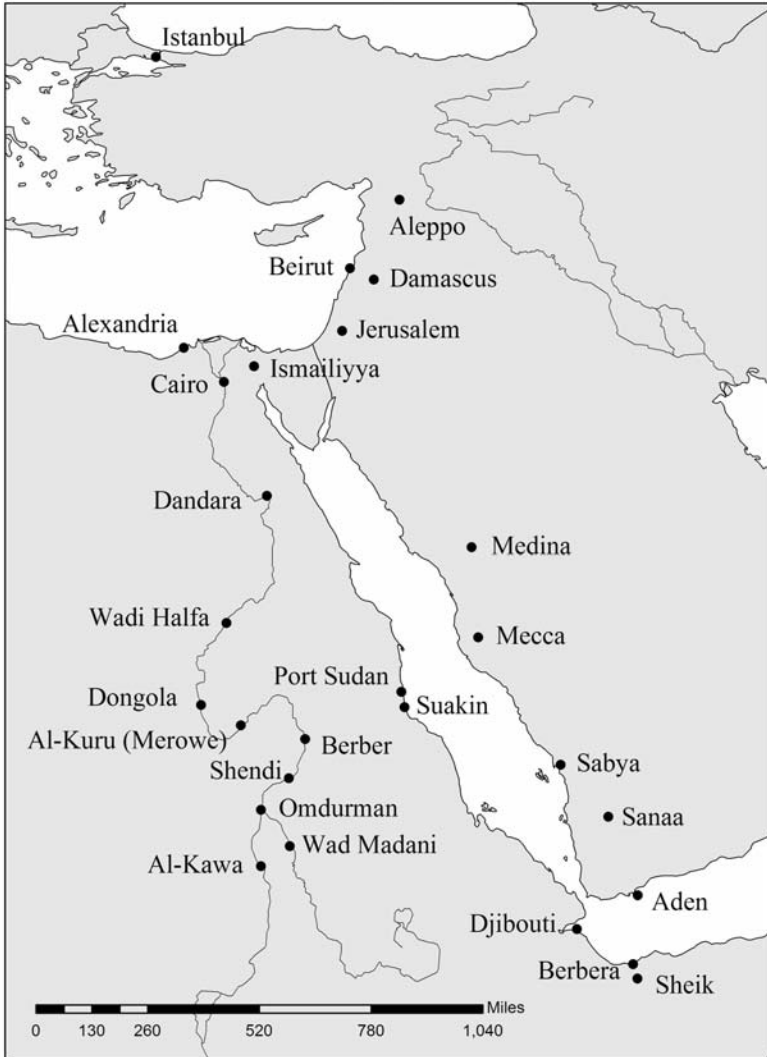 Istanbul
Aleppo
Beirut
Damascus
Alexandria
Jerusalem
Ismailiyya
Cairo
Dandara
Medina
Wadi Halfa
Mecca
Port Sudan
Dongola
Suakin
Al-Kuru (Merowe)
Berber
Sabya
Shendi
Omdurman
Sanaa
Wad Madani
Al-Kawa
Aden
Djibouti
Berbera
Sheik
Miles
0 130 260 520 780 1,040